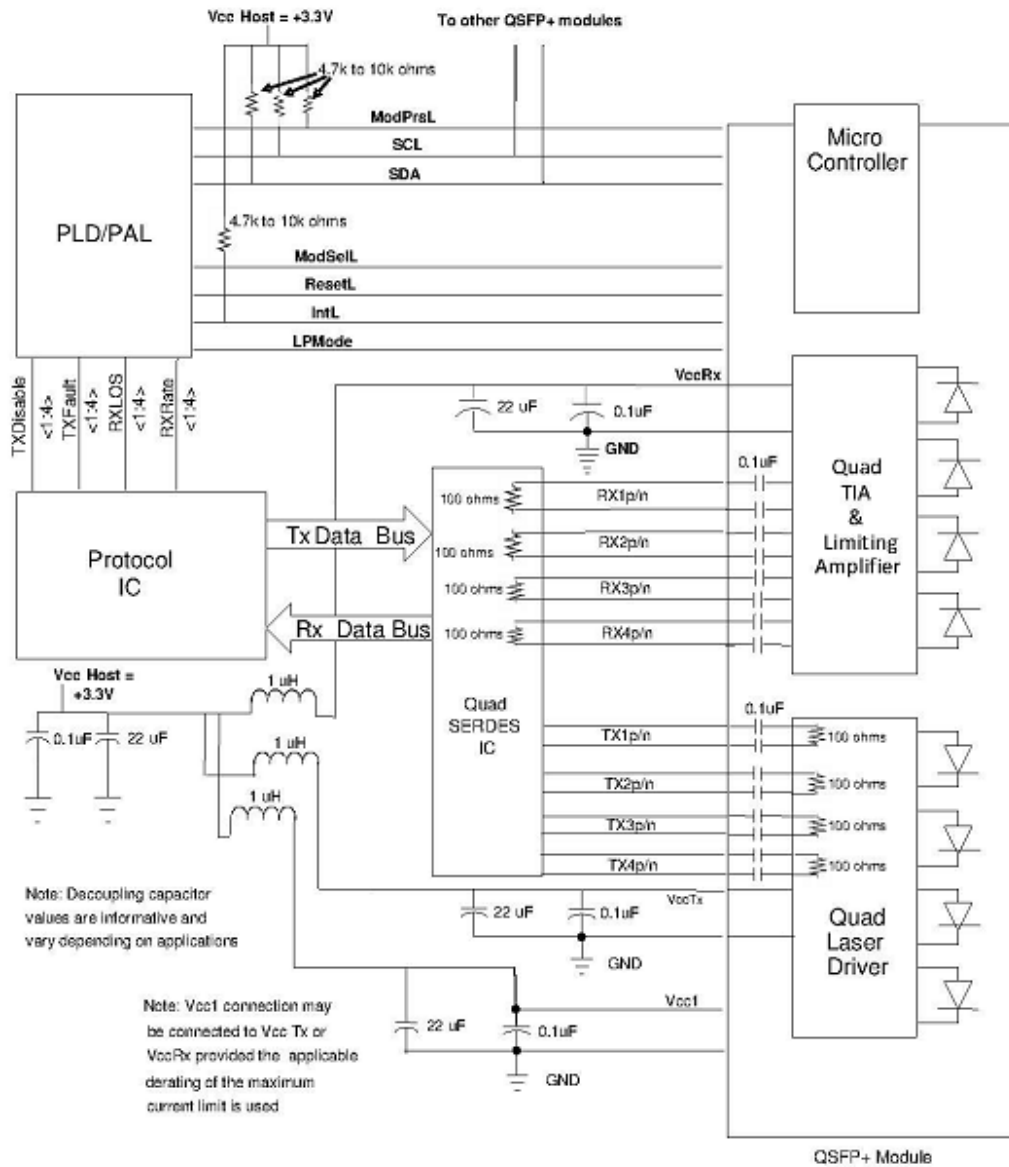 Vcc Host = +3.3V
To other QSFP+ modules
4.7k to 10k ohms
ModPrsL
SCL
SDA
Micro
Controller
PLD/PAL
4.7k to 10k ohms
ModSelL
ResetL
IntL
LPMode
TXDisable
<1:4>
TXFault
<1:4>
RXLOS
<1:4>
RXRate
<1:4>
VccRx
22 uF
0.1uF
GND
0.1uF
Quad
TIA
&
Limiting
Amplifier
100 ohms
RX1p/n
100 ohms
RX2p/n
100 ohms
RX3p/n
100 ohms
RX4p/n
Tx Data Bus
Protocol
IC
Rx Data Bus
Vcc Host =
+3.3V
0.1uF
22 uF
1 uH
1 uH
1 uH
Quad
SERDES
IC
0.1uF
TX1p/n
100 ohms
TX2p/n
100 ohms
TX3p/n
100 ohms
TX4p/n
100 ohms
VccTx
22 uF
0.1uF
GND
Quad
Laser
Driver
Note: Decoupling capacitor
values are informative and
vary depending on applications
Vcc1
22 uF
0.1uF
GND
Note: Vcc1 connection may
be connected to Vcc Tx or
VccRx provided the applicable
derating of the maximum
current limit is used
QSFP+ Module